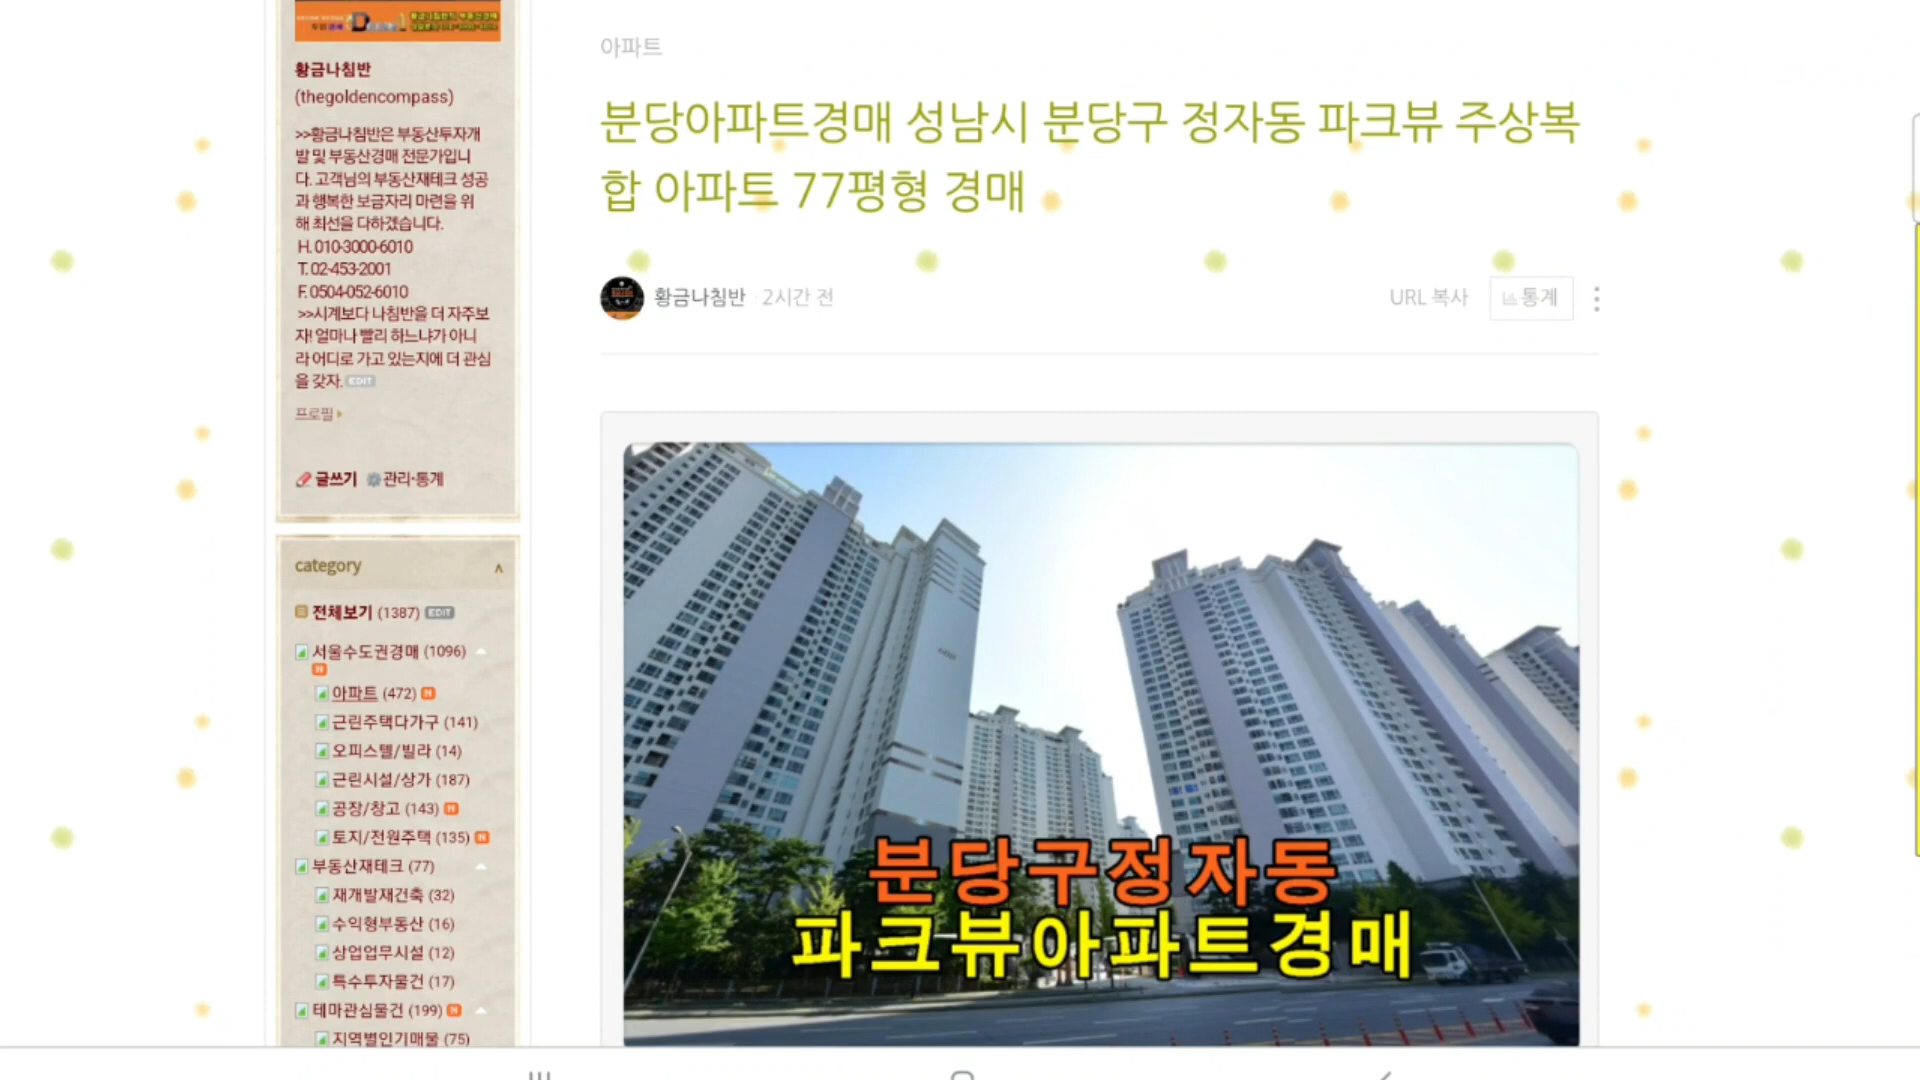 황금나침반
(thegoldencompass)
>>황금나침반은 부동산투자개
발 및 부동산경매 전문가입니
다. 고객님의 부동산재테크 성공
과 행복한 보금자리 마련을 위
해 최선을 다하겠습니다.
H. 010-3000-6010
T. 02-453-2001
F. 0504-052-6010
>>시계보다 나침반을 더 자주보
자! 얼마나 빨리 하느냐가 아니
라 어디로 가고 있는지에 더 관심
을 갖자. EDIT
프로필
글쓰기 관리·통계
category
전체보기 (1387) EDIT
서울수도권경매 (1096)
N
아파트 (472) N
근린주택다가구 (141)
오피스텔/빌라 (14)
근린시설/상가 (187)
공장/창고 (143) N
토지/전원주택 (135) N
부동산재테크 (77)
재개발재건축 (32)
수익형부동산 (16)
상업업무시설 (12)
특수투자물건 (17)
테마관심물건 (199) N
지역별인기매물 (75)
아파트
분당아파트경매 성남시 분당구 정자동 파크뷰 주상복
합 아파트 77평형 경매
황금나침반 · 2시간 전
URL 복사 통계
분당구정자동
파크뷰아파트경매